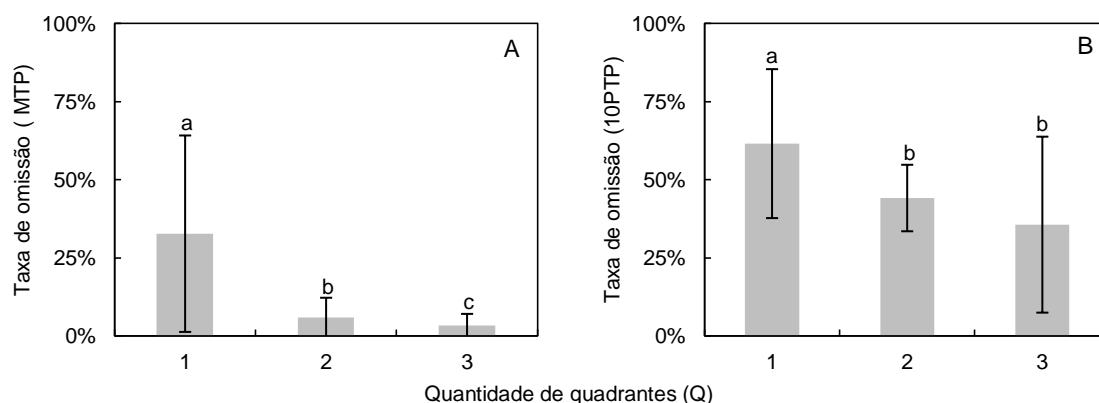 A
Taxa de omissão ( MTP)
100%
75%
50%
25%
0%
a
b
c
1
2
3
B
Taxa de omissão (10PTP)
100%
75%
50%
25%
0%
a
b
b
1
2
3
Quantidade de quadrantes (Q)